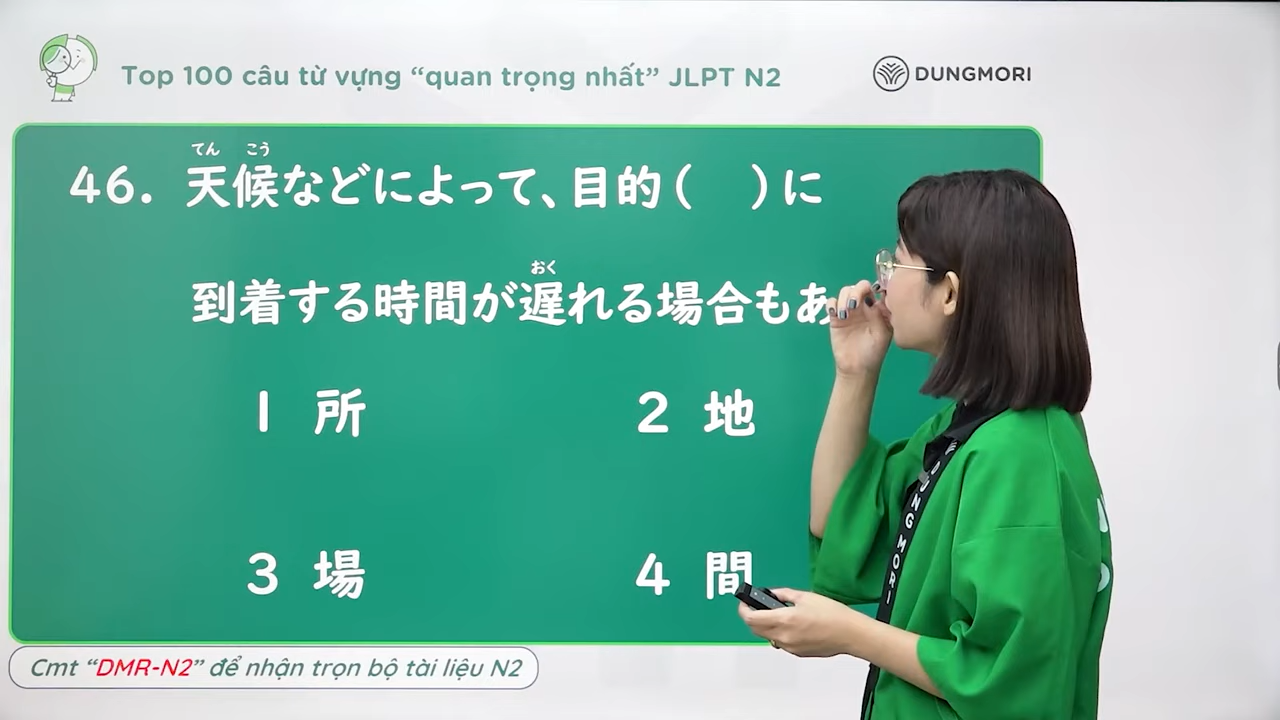 Top 100 câu từ vựng “quan trọng nhất” JLPT N2
DUNGMORI
てん こう
46. 天候などによって、目的( )に
おく
到着する時間が遅れる場合もあ
1 所
2 地
3 場
4 間
Cmt “DMR-N2” để nhận trọn bộ tài liệu N2
DUNGMORI